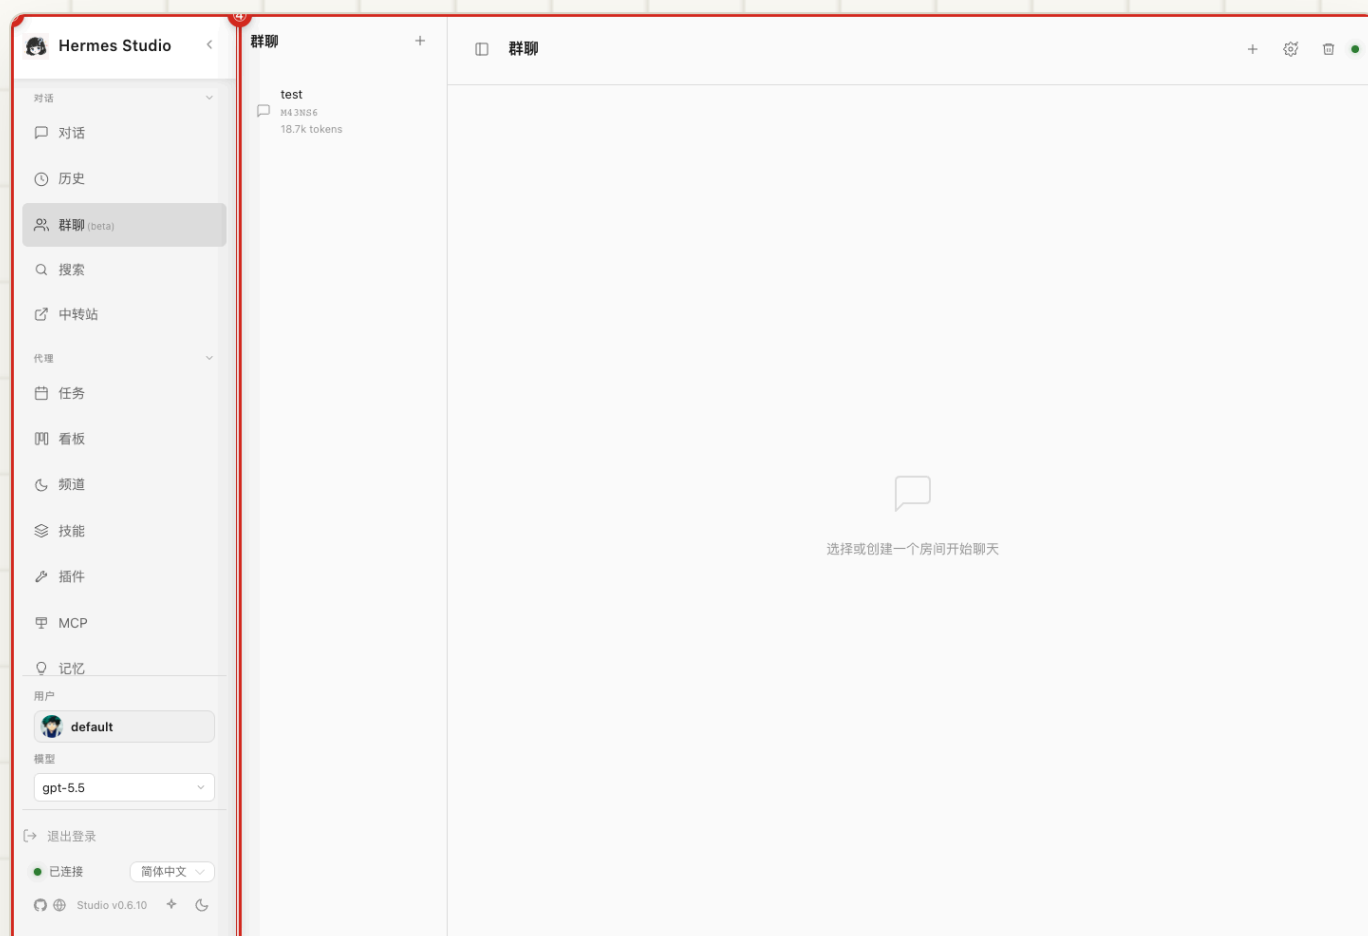 ④
Hermes Studio
对话
对话
历史
群聊 (beta)
搜索
中转站
代理
任务
看板
频道
技能
插件
MCP
记忆
用户
default
模型
gpt-5.5
退出登录
已连接
简体中文
Studio v0.6.10
群聊
test
M43NS6
18.7k tokens
群聊
选择或创建一个房间开始聊天